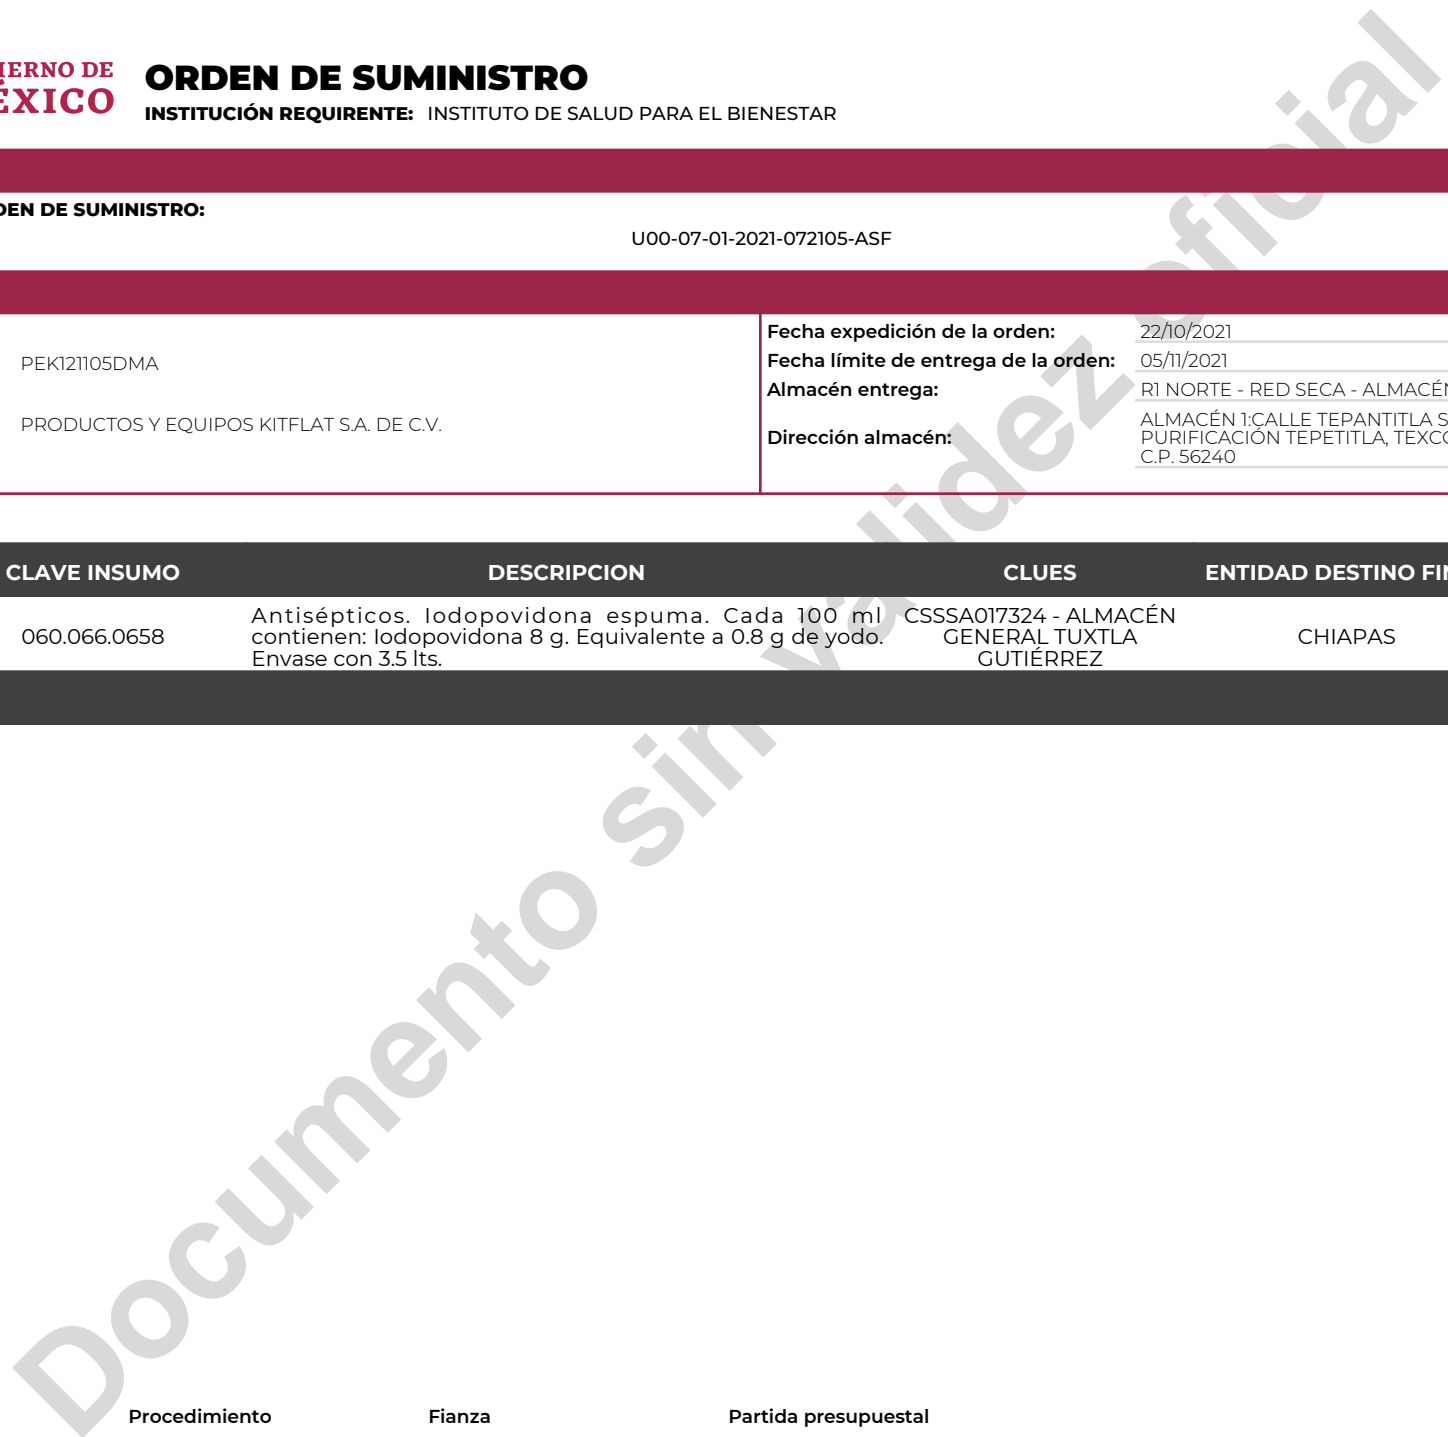 IERNO DE
ÉXICO
ORDEN DE SUMINISTRO
INSTITUCIÓN REQUIRENTE: INSTITUTO DE SALUD PARA EL BIENESTAR
DEN DE SUMINISTRO:
U00-07-01-2021-072105-ASF
PEK121105DMA
PRODUCTOS Y EQUIPOS KITFLAT S.A. DE C.V.
Fecha expedición de la orden: 22/10/2021
Fecha límite de entrega de la orden: 05/11/2021
Almacén entrega: R1 NORTE - RED SECA - ALMACÉN
Dirección almacén: ALMACÉN 1:CALLE TEPANTITLA S
PURIFICACIÓN TEPETITLA, TEXCO
C.P. 56240
CLAVE INSUMO DESCRIPCION CLUES ENTIDAD DESTINO FIN
060.066.0658
Antisépticos. Iodopovidona espuma. Cada 100 ml
contienen: Iodopovidona 8 g. Equivalente a 0.8 g de yodo.
Envase con 3.5 lts.
CSSSA017324 - ALMACÉN
GENERAL TUXTLA
GUTIÉRREZ
CHIAPAS
Documento sin validez oficial
Procedimiento Fianza Partida presupuestal